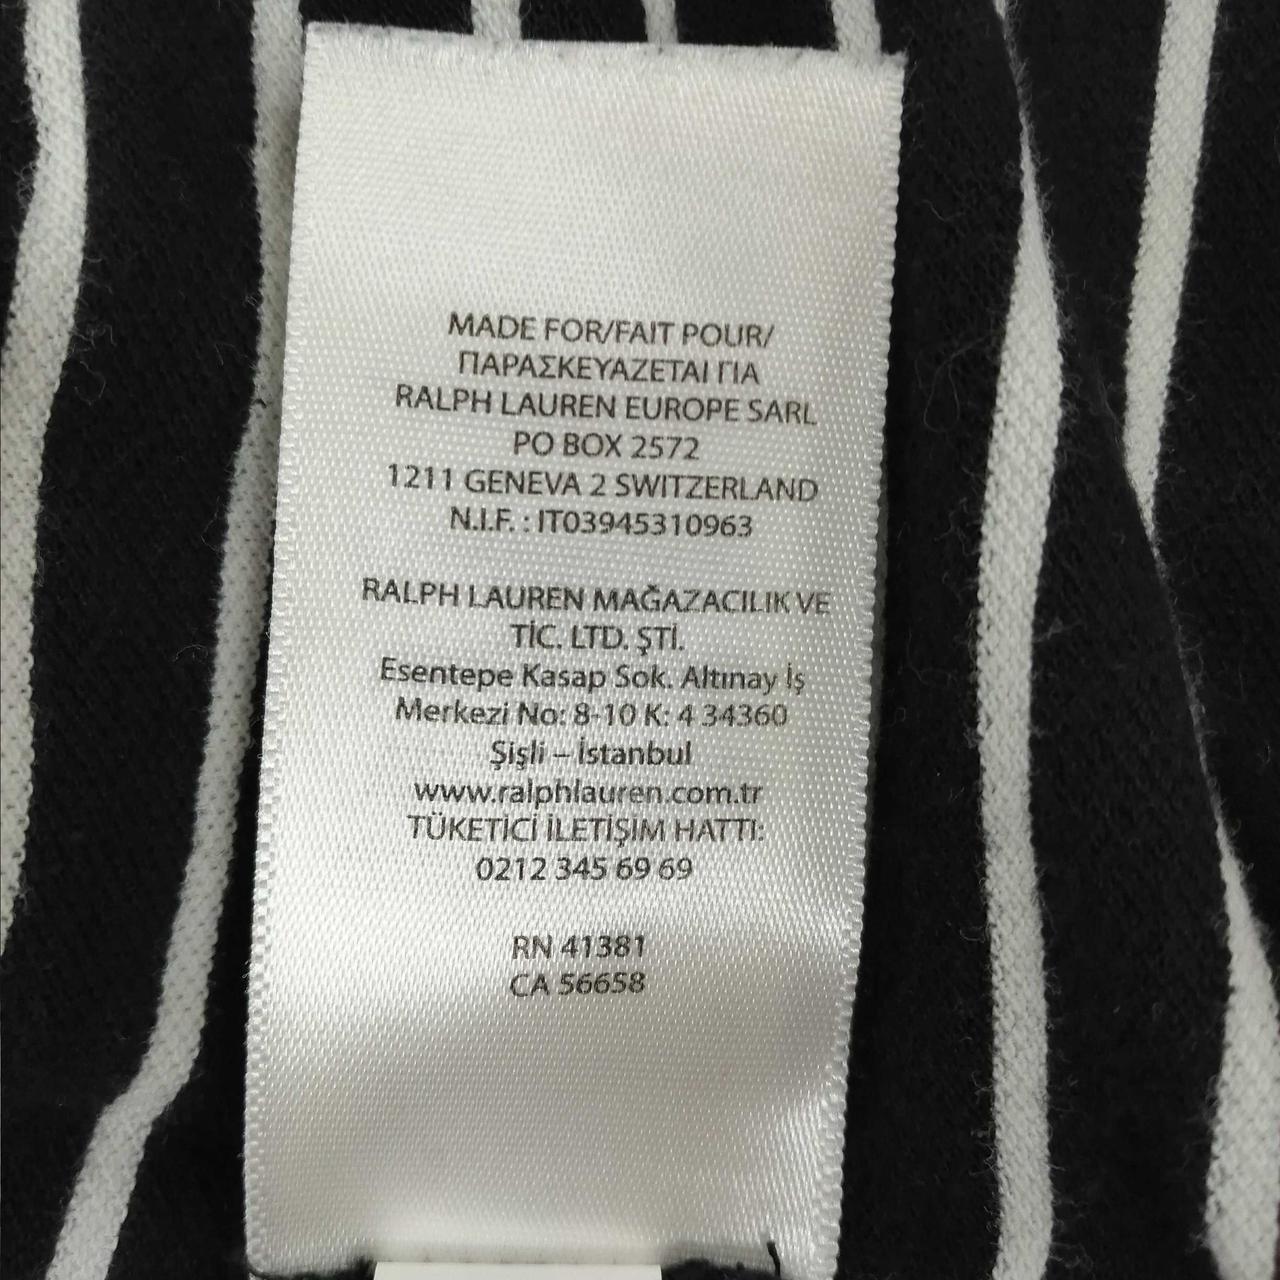 MADE FOR/FAIT POUR/
ΠΑΡΑΣΚΕΥΑΖΕΤΑΙ ΓΙΑ
RALPH LAUREN EUROPE SARL
PO BOX 2572
1211 GENEVA 2 SWITZERLAND
N.I.F. : IT03945310963
RALPH LAUREN MAĞAZACILIK VE
TİC. LTD. ŞTİ.
Esentepe Kasap Sok. Altınay İş
Merkezi No: 8-10 K: 4 34360
Şişli – İstanbul
www.ralphlauren.com.tr
TÜKETİCİ İLETİŞİM HATTI:
0212 345 69 69
RN 41381
CA 56658